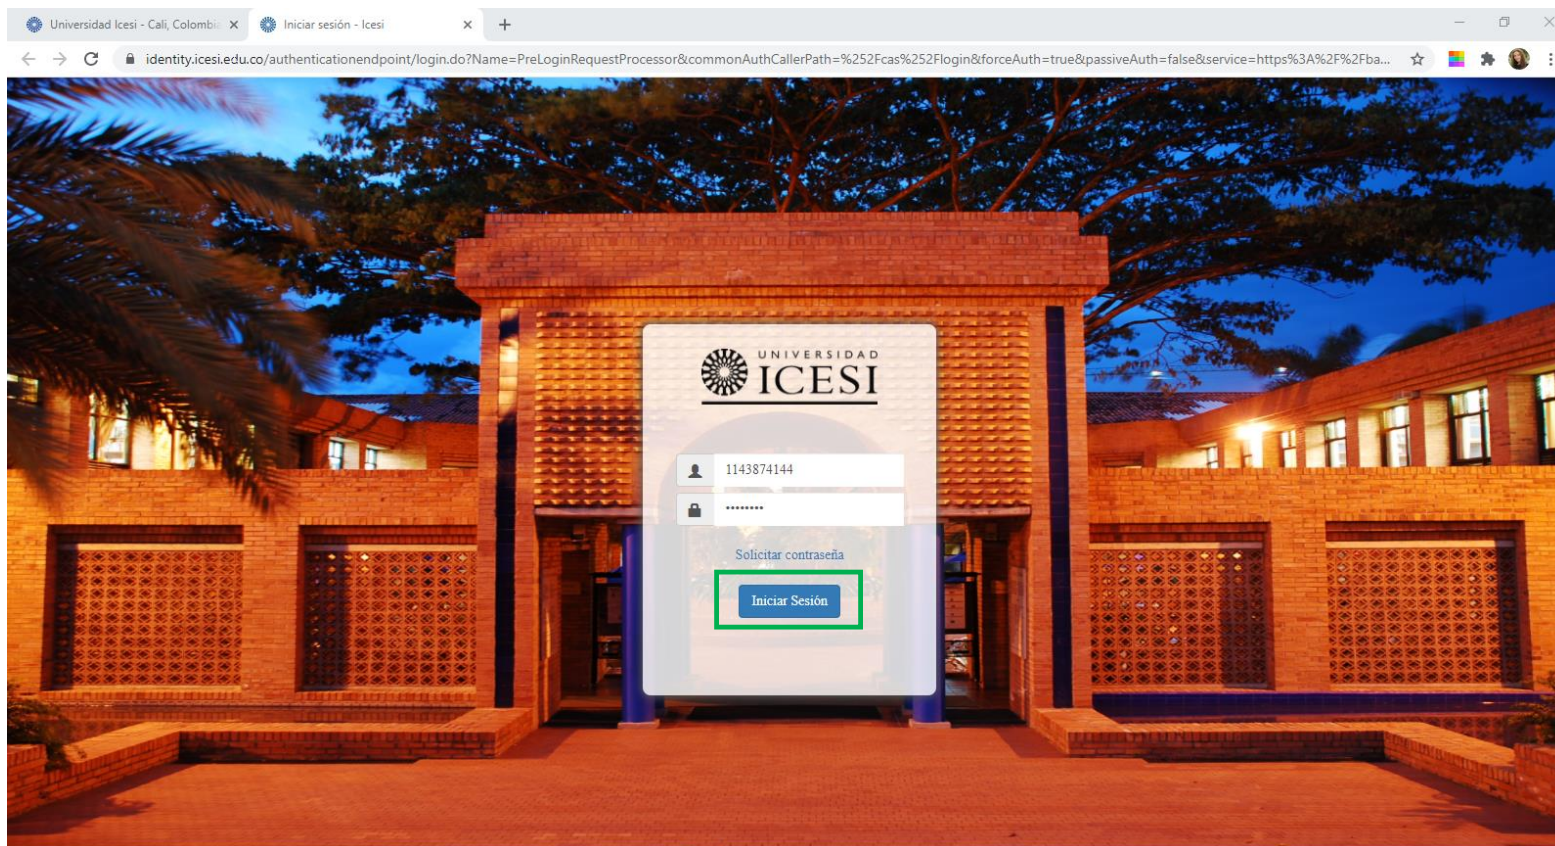 Universidad Icesi - Cali, Colombia
Iniciar sesión - Icesi
identity.icesi.edu.co/authenticationendpoint/login.do?Name=PreLoginRequestProcessor&commonAuthCallerPath=%252Fcas%252Flogin&forceAuth=true&passiveAuth=false&service=https%3A%2F%2Fba...
UNIVERSIDAD
ICESI
1143874144
••••••••
Solicitar contraseña
Iniciar Sesión